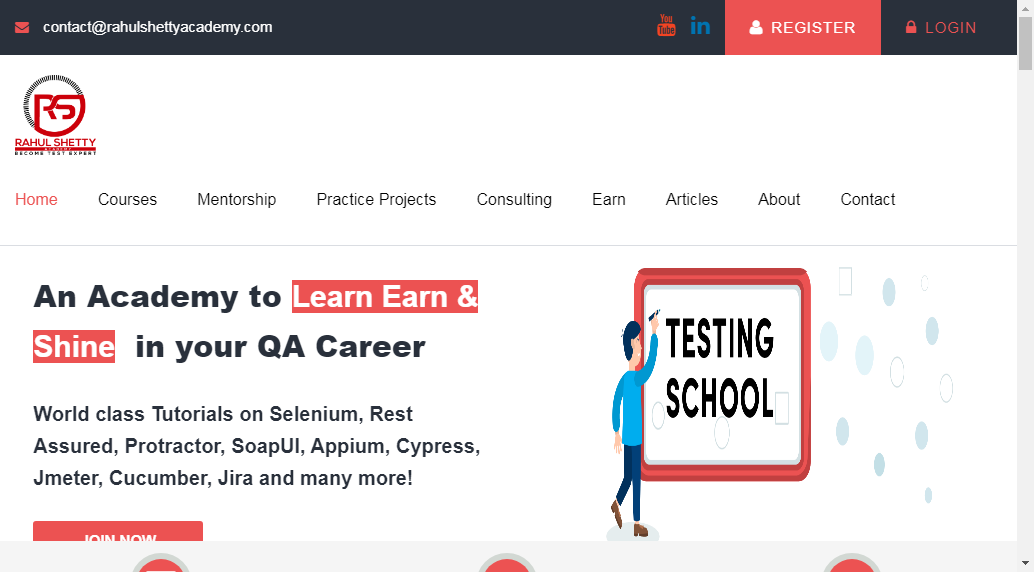 contact@rahulshettyacademy.com
You
Tube
in
REGISTER
LOGIN
RS
RAHUL SHETTY
ACADEMY
BECOME TEST EXPERT
Home
Courses
Mentorship
Practice Projects
Consulting
Earn
Articles
About
Contact
An Academy to Learn Earn &
Shine in your QA Career
World class Tutorials on Selenium, Rest
Assured, Protractor, SoapUI, Appium, Cypress,
Jmeter, Cucumber, Jira and many more!
JOIN NOW
TESTING
SCHOOL